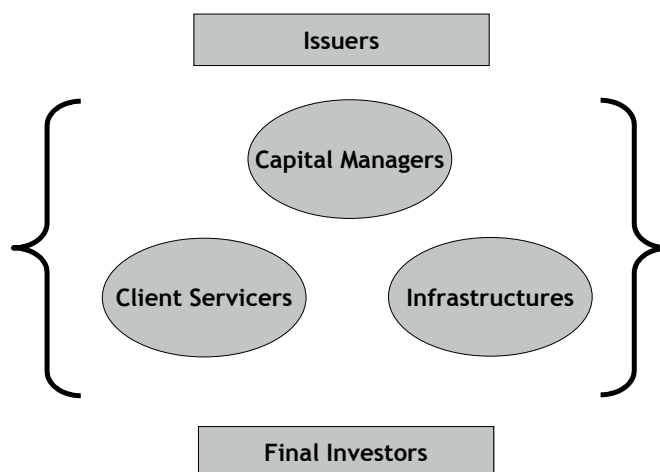 Issuers
Capital Managers
Client Servicers
Infrastructures
Final Investors